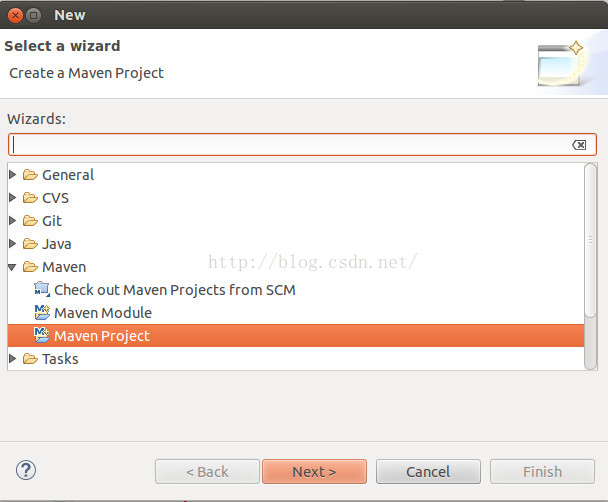 New
Select a wizard
Create a Maven Project
Wizards:
General
CVS
Git
Java
http://blog.csdn.net/
Maven
Check out Maven Projects from SCM
Maven Module
Maven Project
Tasks
? < Back Next > Cancel Finish